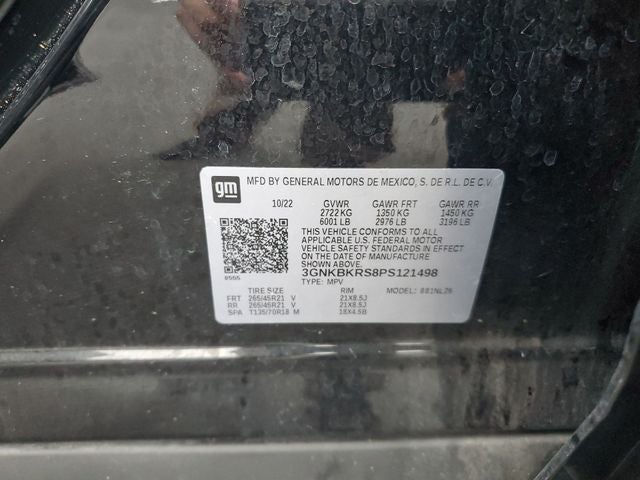 gm MFD BY GENERAL MOTORS DE MEXICO, S. DE R.L. DE C.V.
10/22 GVWR GAWR FRT GAWR RR
2722 KG 1350 KG 1450 KG
6001 LB 2976 LB 3196 LB
THIS VEHICLE CONFORMS TO ALL
APPLICABLE U.S. FEDERAL MOTOR
VEHICLE SAFETY STANDARDS IN EFFECT
ON THE DATE OF MANUFACTURE SHOWN ABOVE.
3GNKBKRS8PS121498
TYPE: MPV MODEL:
TIRE SIZE RIM
FRT 265/45R21 V 21X8.5J
RR 265/45R21 V 21X8.5J
SPA T135/70R18 M 18X4.5B